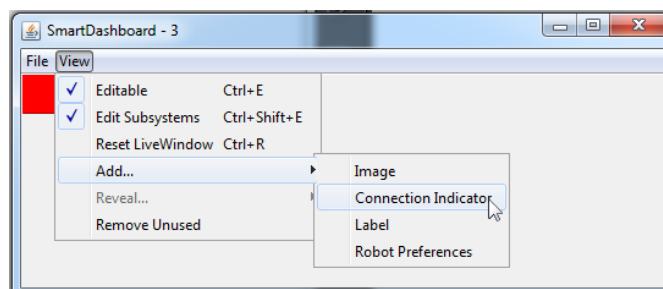 SmartDashboard - 3
File View
Editable Ctrl+E
Edit Subsystems Ctrl+Shift+E
Reset LiveWindow Ctrl+R
Add...
Image
Reveal...
Connection Indicator
Remove Unused
Label
Robot Preferences